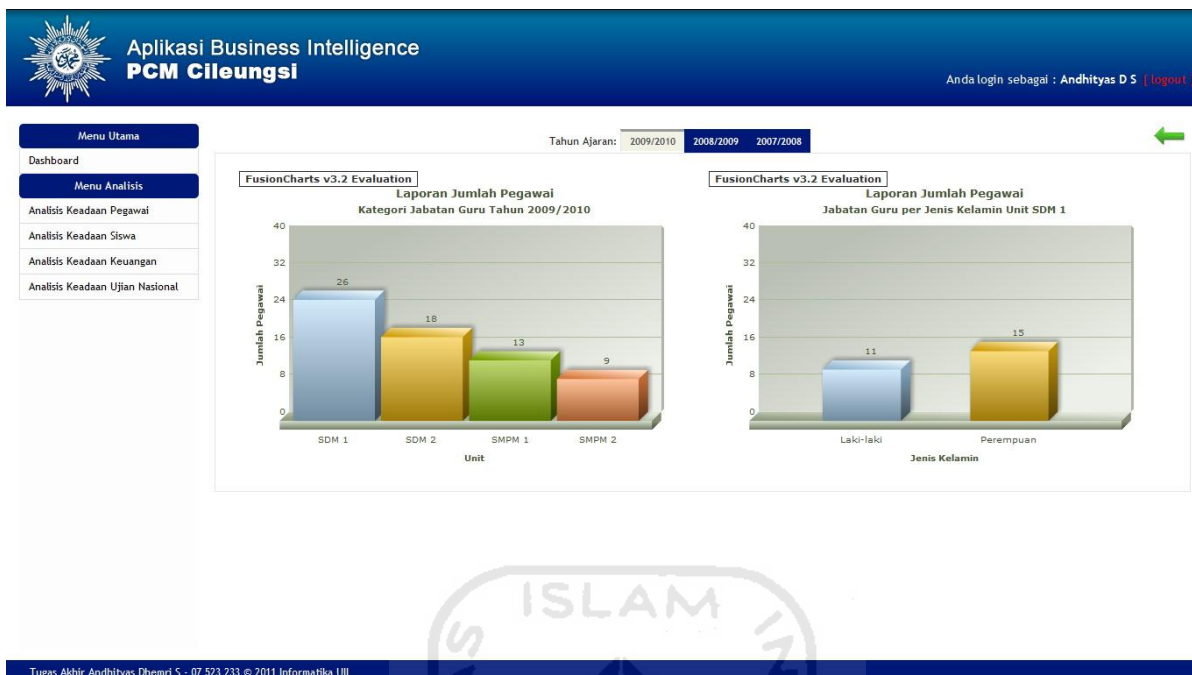 Aplikasi Business Intelligence
PCM Cileungsi
Anda login sebagai : Andhityas D S [logout
Menu Utama
Dashboard
Menu Analisis
Analisis Keadaan Pegawai
Analisis Keadaan Siswa
Analisis Keadaan Keuangan
Analisis Keadaan Ujian Nasional
Tahun Ajaran: 2009/2010 2008/2009 2007/2008
FusionCharts v3.2 Evaluation
Laporan Jumlah Pegawai
Kategori Jabatan Guru Tahun 2009/2010
Jumlah Pegawai
40
32
24
16
8
0
26
18
13
9
SDM 1 SDM 2 SMPM 1 SMPM 2
Unit
FusionCharts v3.2 Evaluation
Laporan Jumlah Pegawai
Jabatan Guru per Jenis Kelamin Unit SDM 1
Jumlah Pegawai
40
32
24
16
8
0
11
15
Laki-laki Perempuan
Jenis Kelamin
ISLAM
Tugas Akhir Andhityas Dhemri S - 07 523 233 © 2011 Informatika UII